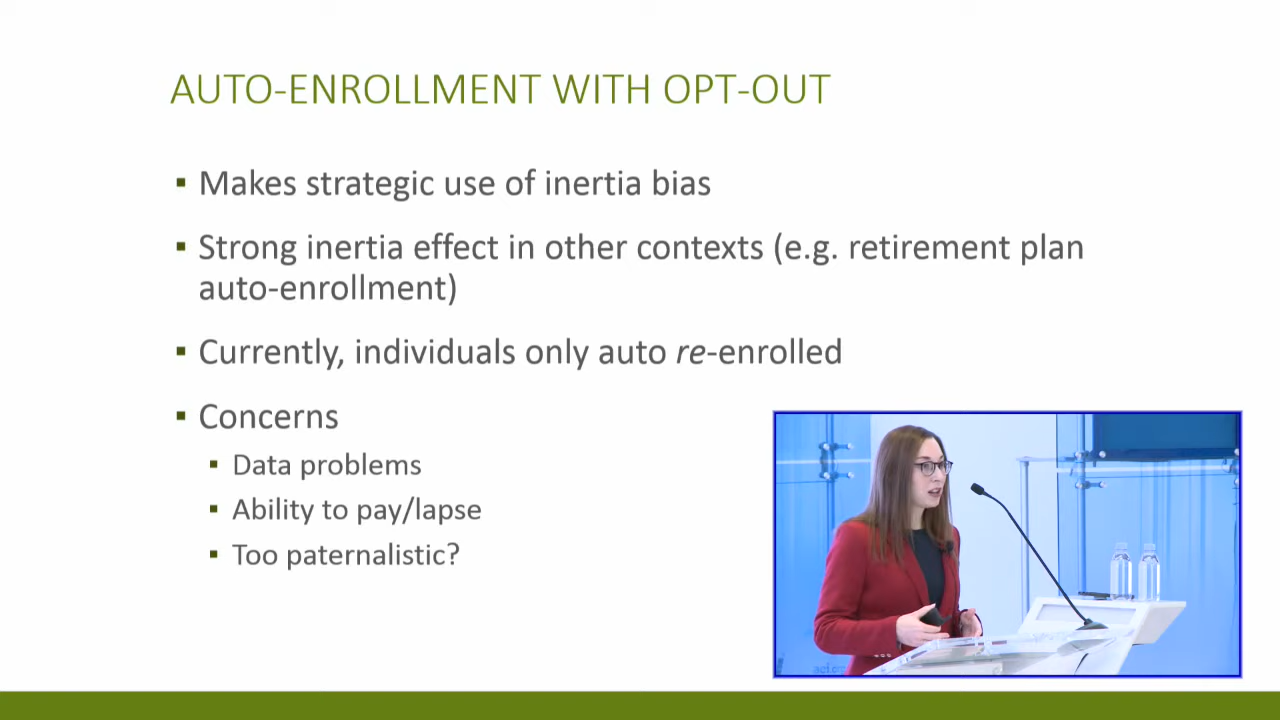 AUTO-ENROLLMENT WITH OPT-OUT
▪ Makes strategic use of inertia bias
▪ Strong inertia effect in other contexts (e.g. retirement plan
auto-enrollment)
▪ Currently, individuals only auto re-enrolled
▪ Concerns
▪ Data problems
▪ Ability to pay/lapse
▪ Too paternalistic?